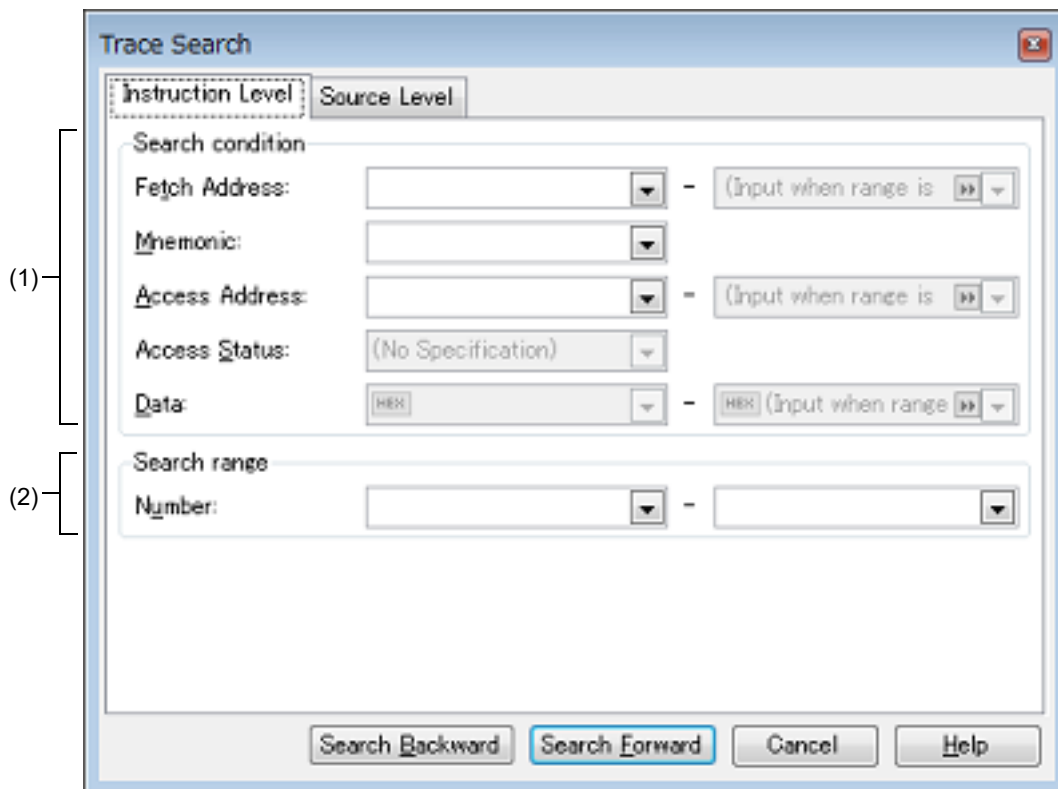 Trace Search
Instruction Level Source Level
(1)
Search condition
Fetch Address: - (Input when range is
Mnemonic:
Access Address: - (Input when range is
Access Status: (No Specification)
Data: HEX - HEX (Input when range
(2)
Search range
Number: -
Search Backward Search Forward Cancel Help